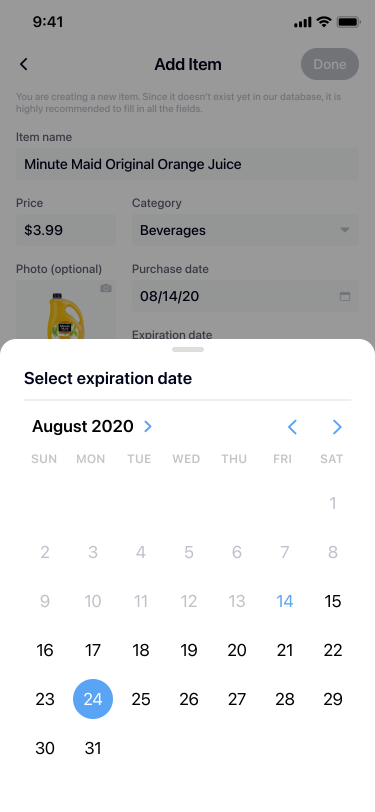 9:41
Add Item
Done
You are creating a new item. Since it doesn't exist yet in our database, it is
highly recommended to fill in all the fields.
Item name
Minute Maid Original Orange Juice
Price
Category
$3.99
Beverages
Photo (optional)
Purchase date
08/14/20
Expiration date
Minute
Maid
Select expiration date
August 2020
SUN MON TUE WED THU FRI SAT
1
2 3 4 5 6 7 8
9 10 11 12 13 14 15
16 17 18 19 20 21 22
23 24 25 26 27 28 29
30 31